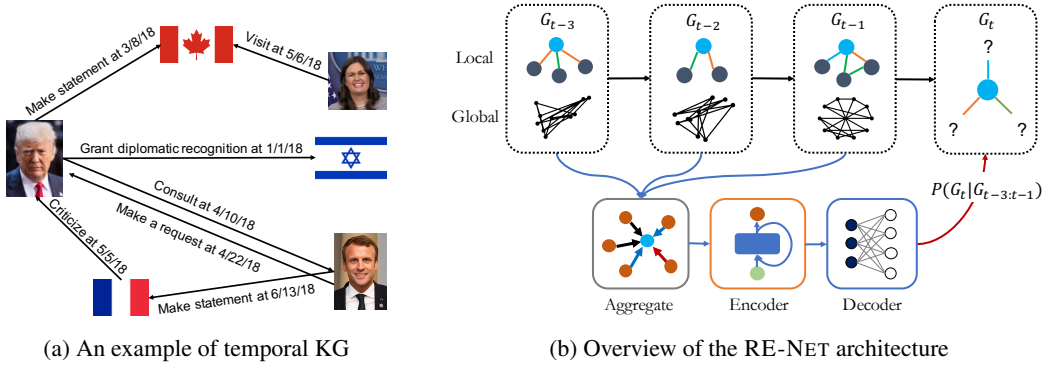 Make statement at 3/8/18
Visit at 5/6/18
Grant diplomatic recognition at 1/1/18
Consult at 4/10/18
Make a request at 4/22/18
Criticize at 5/5/18
Make statement at 6/13/18
(a) An example of temporal KG
G_{t-3}
G_{t-2}
G_{t-1}
G_t
Local
Global
?
?
?
P(G_t|G_{t-3:t-1})
Aggregate
Encoder
Decoder
(b) Overview of the RE-NET architecture